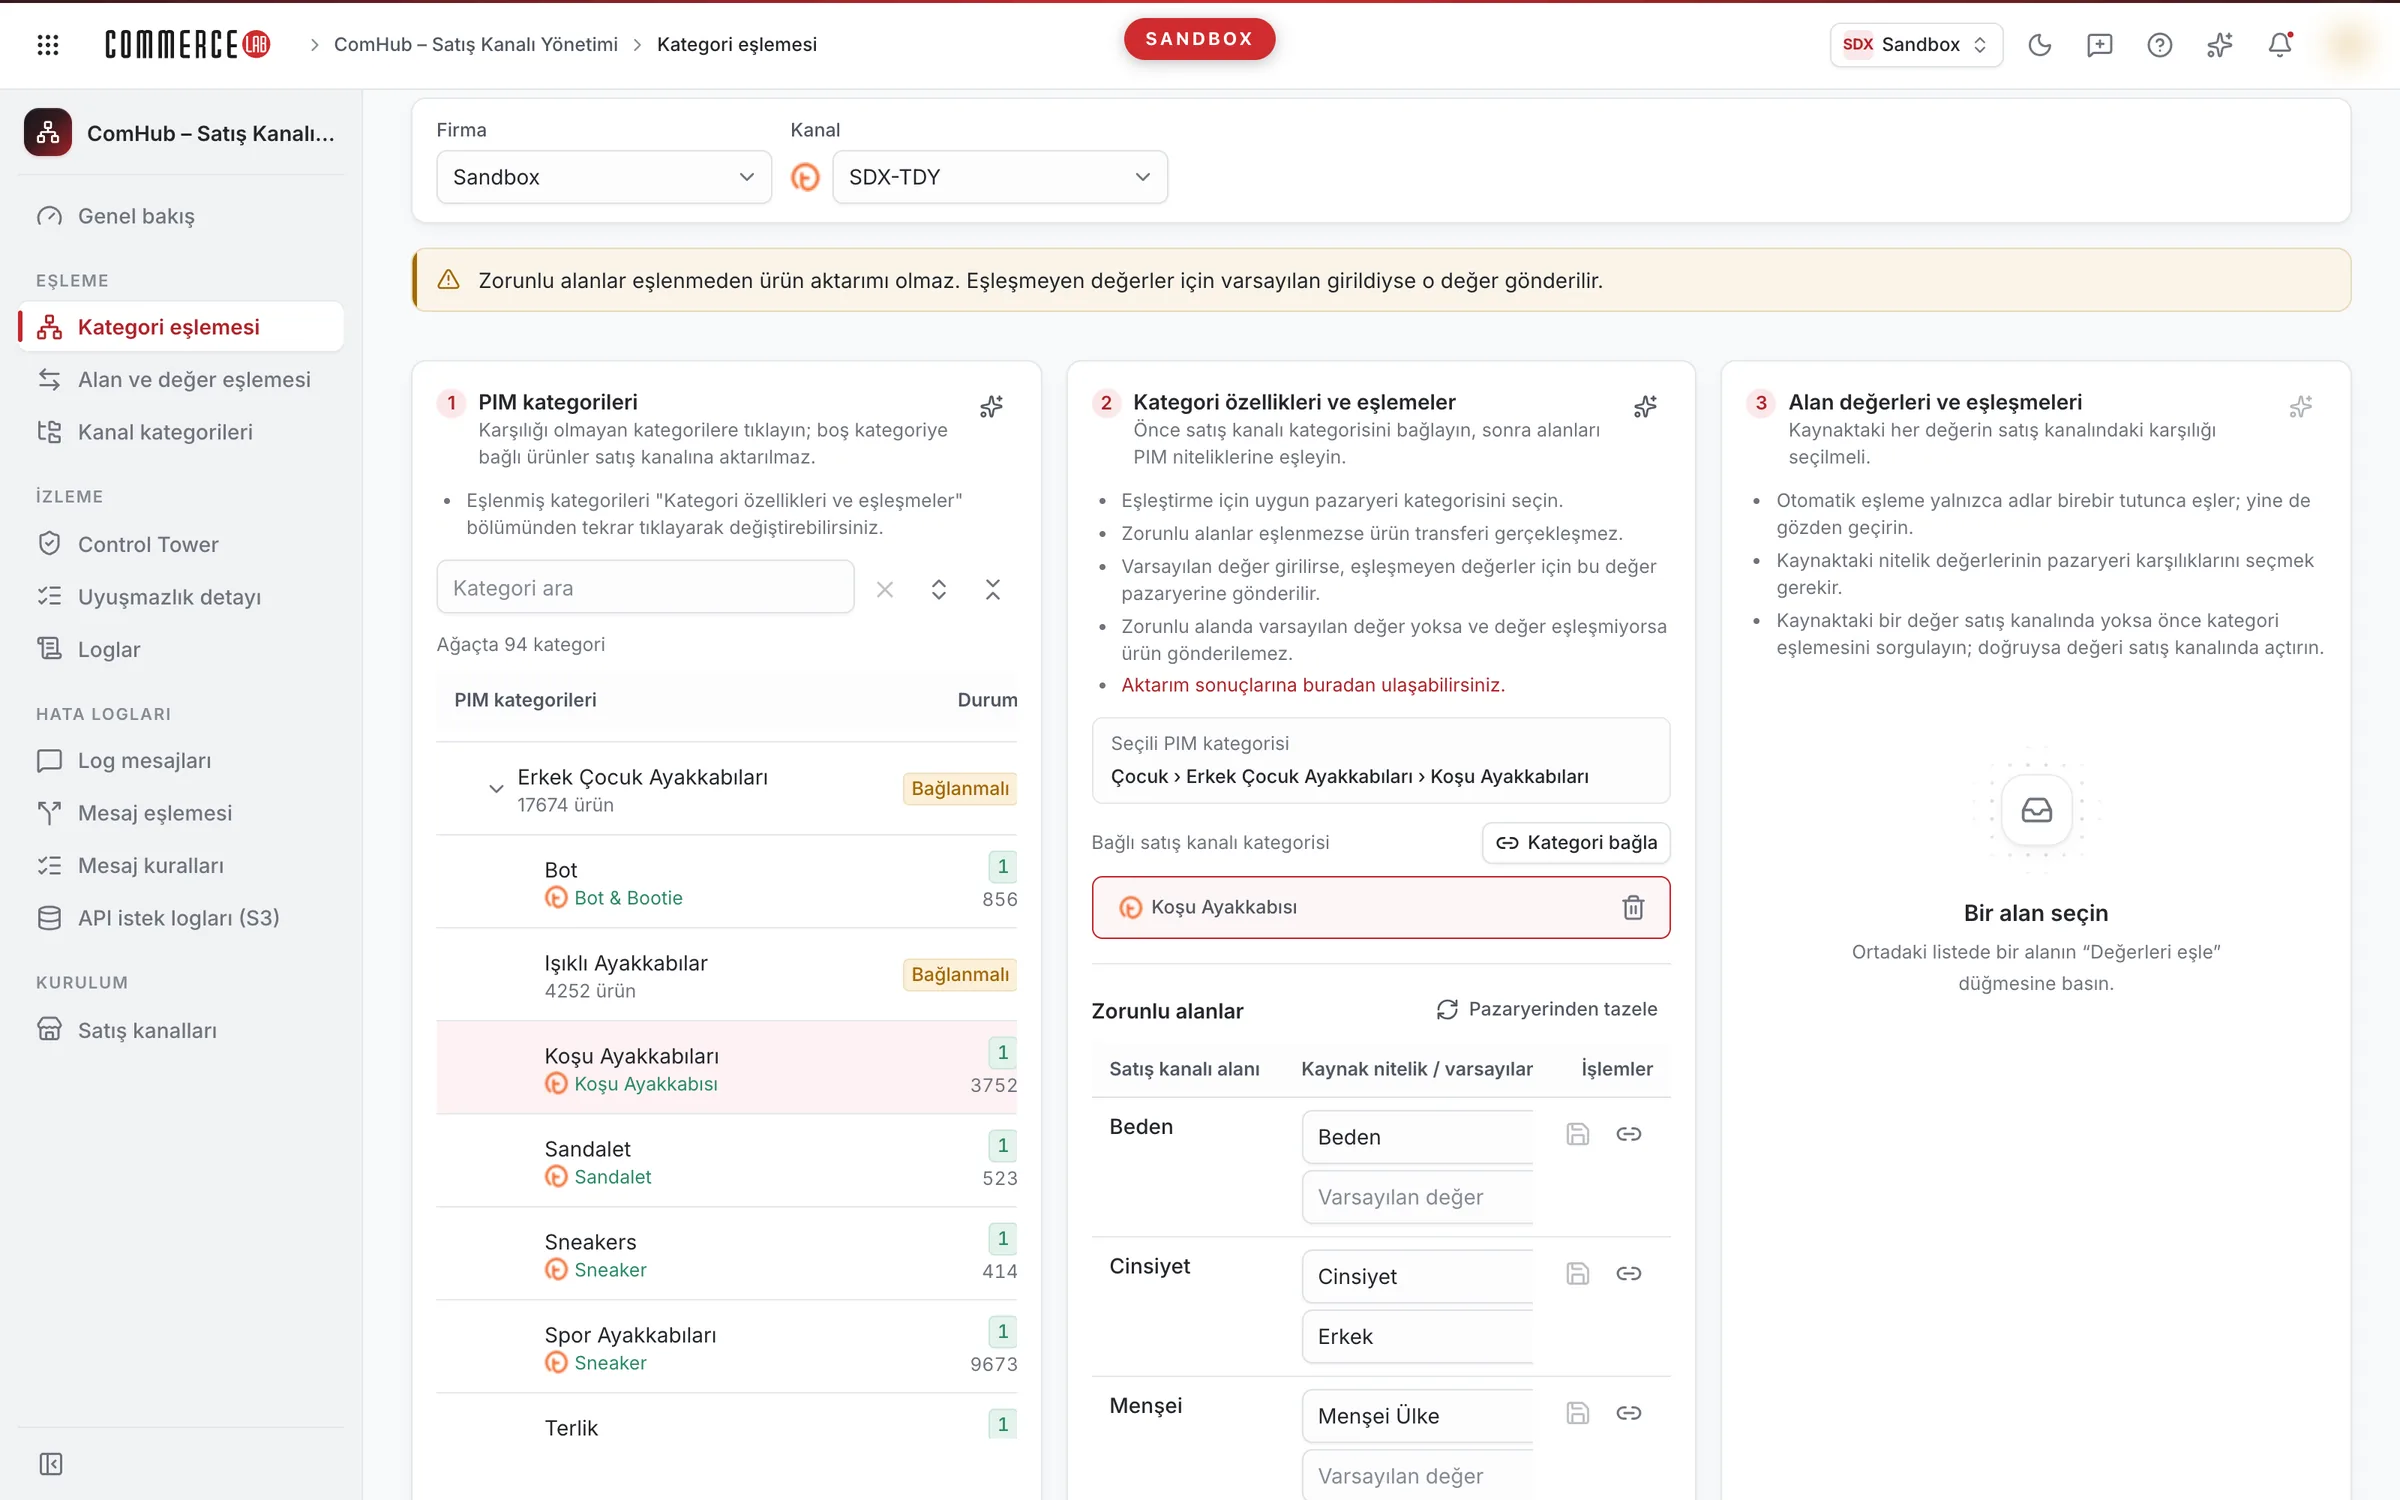 COMMERCE LAB
ComHub – Satış Kanalı Yönetimi
Kategori eşlemesi
SANDBOX
SDX Sandbox
ComHub – Satış Kanalı...
Genel bakış
EŞLEME
Kategori eşlemesi
Alan ve değer eşlemesi
Kanal kategorileri
İZLEME
Control Tower
Uyuşmazlık detayı
Loglar
HATA LOGLARI
Log mesajları
Mesaj eşlemesi
Mesaj kuralları
API istek logları (S3)
KURULUM
Satış kanalları
Firma
Sandbox
Kanal
SDX-TDY
Zorunlu alanlar eşlenmeden ürün aktarımı olmaz. Eşleşmeyen değerler için varsayılan girildiyse o değer gönderilir.
1 PIM kategorileri
Karşılığı olmayan kategorilere tıklayın; boş kategoriye
bağlı ürünler satış kanalına aktarılmaz.
• Eşlenmiş kategorileri "Kategori özellikleri ve eşleşmeler"
bölümünden tekrar tıklayarak değiştirebilirsiniz.
Kategori ara
Ağaçta 94 kategori
PIM kategorileri Durum
Erkek Çocuk Ayakkabıları
17674 ürün
Bağlanmalı
Bot 1
Bot & Bootie 856
Işıklı Ayakkabılar
4252 ürün
Bağlanmalı
Koşu Ayakkabıları 1
Koşu Ayakkabısı 3752
Sandalet 1
Sandalet 523
Sneakers 1
Sneaker 414
Spor Ayakkabıları 1
Sneaker 9673
Terlik 1
2 Kategori özellikleri ve eşlemeler
Önce satış kanalı kategorisini bağlayın, sonra alanları
PIM niteliklerine eşleyin.
• Eşleştirme için uygun pazaryeri kategorisini seçin.
• Zorunlu alanlar eşlenmezse ürün transferi gerçekleşmez.
• Varsayılan değer girilirse, eşleşmeyen değerler için bu değer
pazaryerine gönderilir.
• Zorunlu alanda varsayılan değer yoksa ve değer eşleşmiyorsa
ürün gönderilemez.
• Aktarım sonuçlarına buradan ulaşabilirsiniz.
Seçili PIM kategorisi
Çocuk › Erkek Çocuk Ayakkabıları › Koşu Ayakkabıları
Bağlı satış kanalı kategorisi
Kategori bağla
Koşu Ayakkabısı
Zorunlu alanlar
Pazaryerinden tazele
Satış kanalı alanı Kaynak nitelik / varsayılar İşlemler
Beden
Beden
Varsayılan değer
Cinsiyet
Cinsiyet
Erkek
Menşei
Menşei Ülke
Varsayılan değer
3 Alan değerleri ve eşleşmeleri
Kaynaktaki her değerin satış kanalındaki karşılığı
seçilmeli.
• Otomatik eşleme yalnızca adlar birebir tutunca eşler; yine de
gözden geçirin.
• Kaynaktaki nitelik değerlerinin pazaryeri karşılıklarını seçmek
gerekir.
• Kaynaktaki bir değer satış kanalında yoksa önce kategori
eşlemesini sorgulayın; doğruysa değeri satış kanalında açtırın.
Bir alan seçin
Ortadaki listede bir alanın “Değerleri eşle”
düğmesine basın.